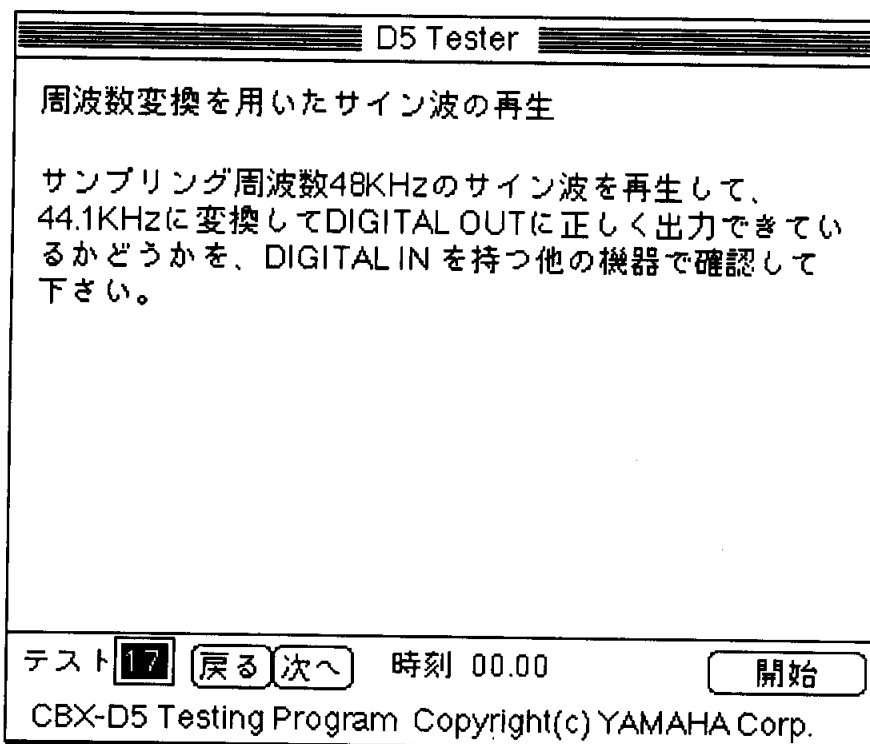 D5 Tester
周波数変換を用いたサイン波の再生
サンプリング周波数48KHzのサイン波を再生して、
44.1KHzに変換してDIGITAL OUTに正しく出力できてい
るかどうかを、DIGITAL IN を持つ他の機器で確認して
下さい。
テスト 17 戻る 次へ 時刻 00.00 開始
CBX-D5 Testing Program Copyright(c) YAMAHA Corp.